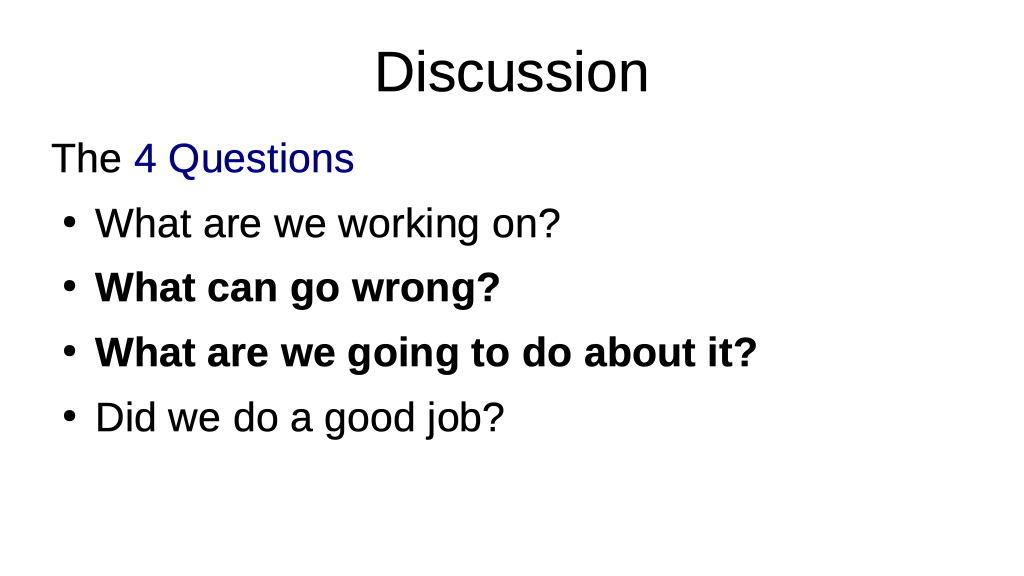 Discussion
The 4 Questions
• What are we working on?
• What can go wrong?
• What are we going to do about it?
• Did we do a good job?